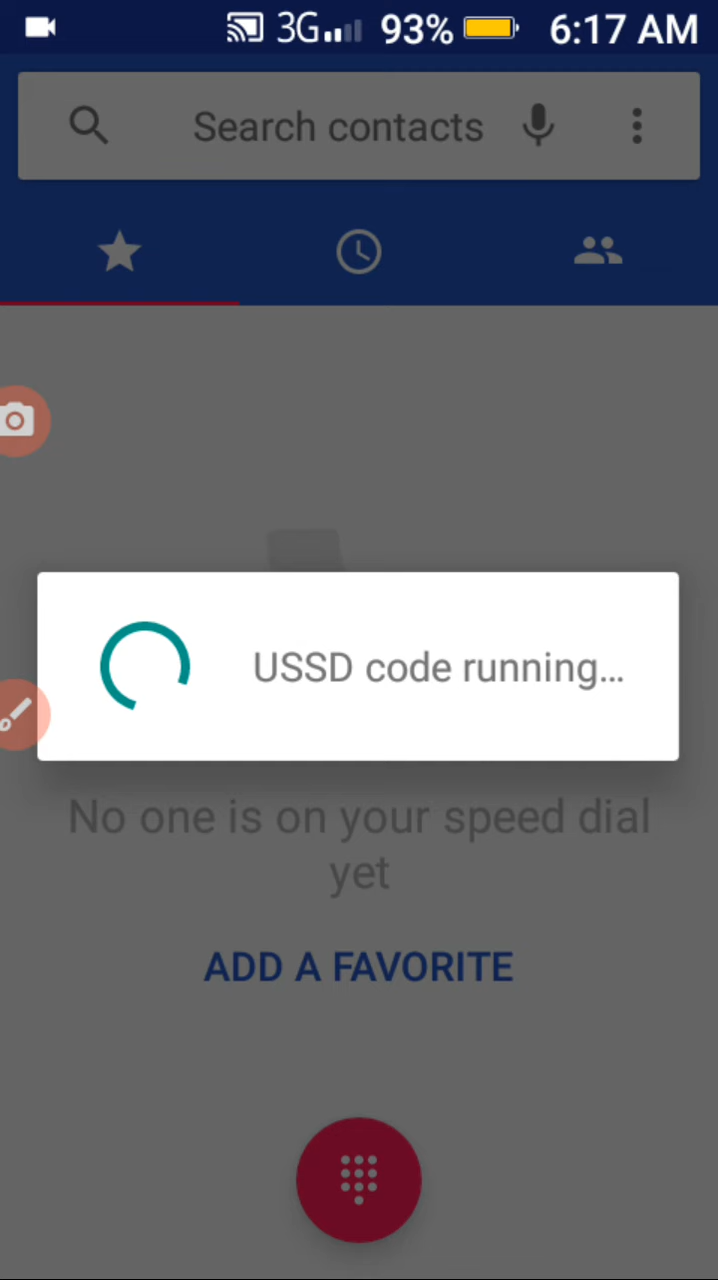 3G 93% 6:17 AM
Search contacts
USSD code running...
No one is on your speed dial
yet
ADD A FAVORITE